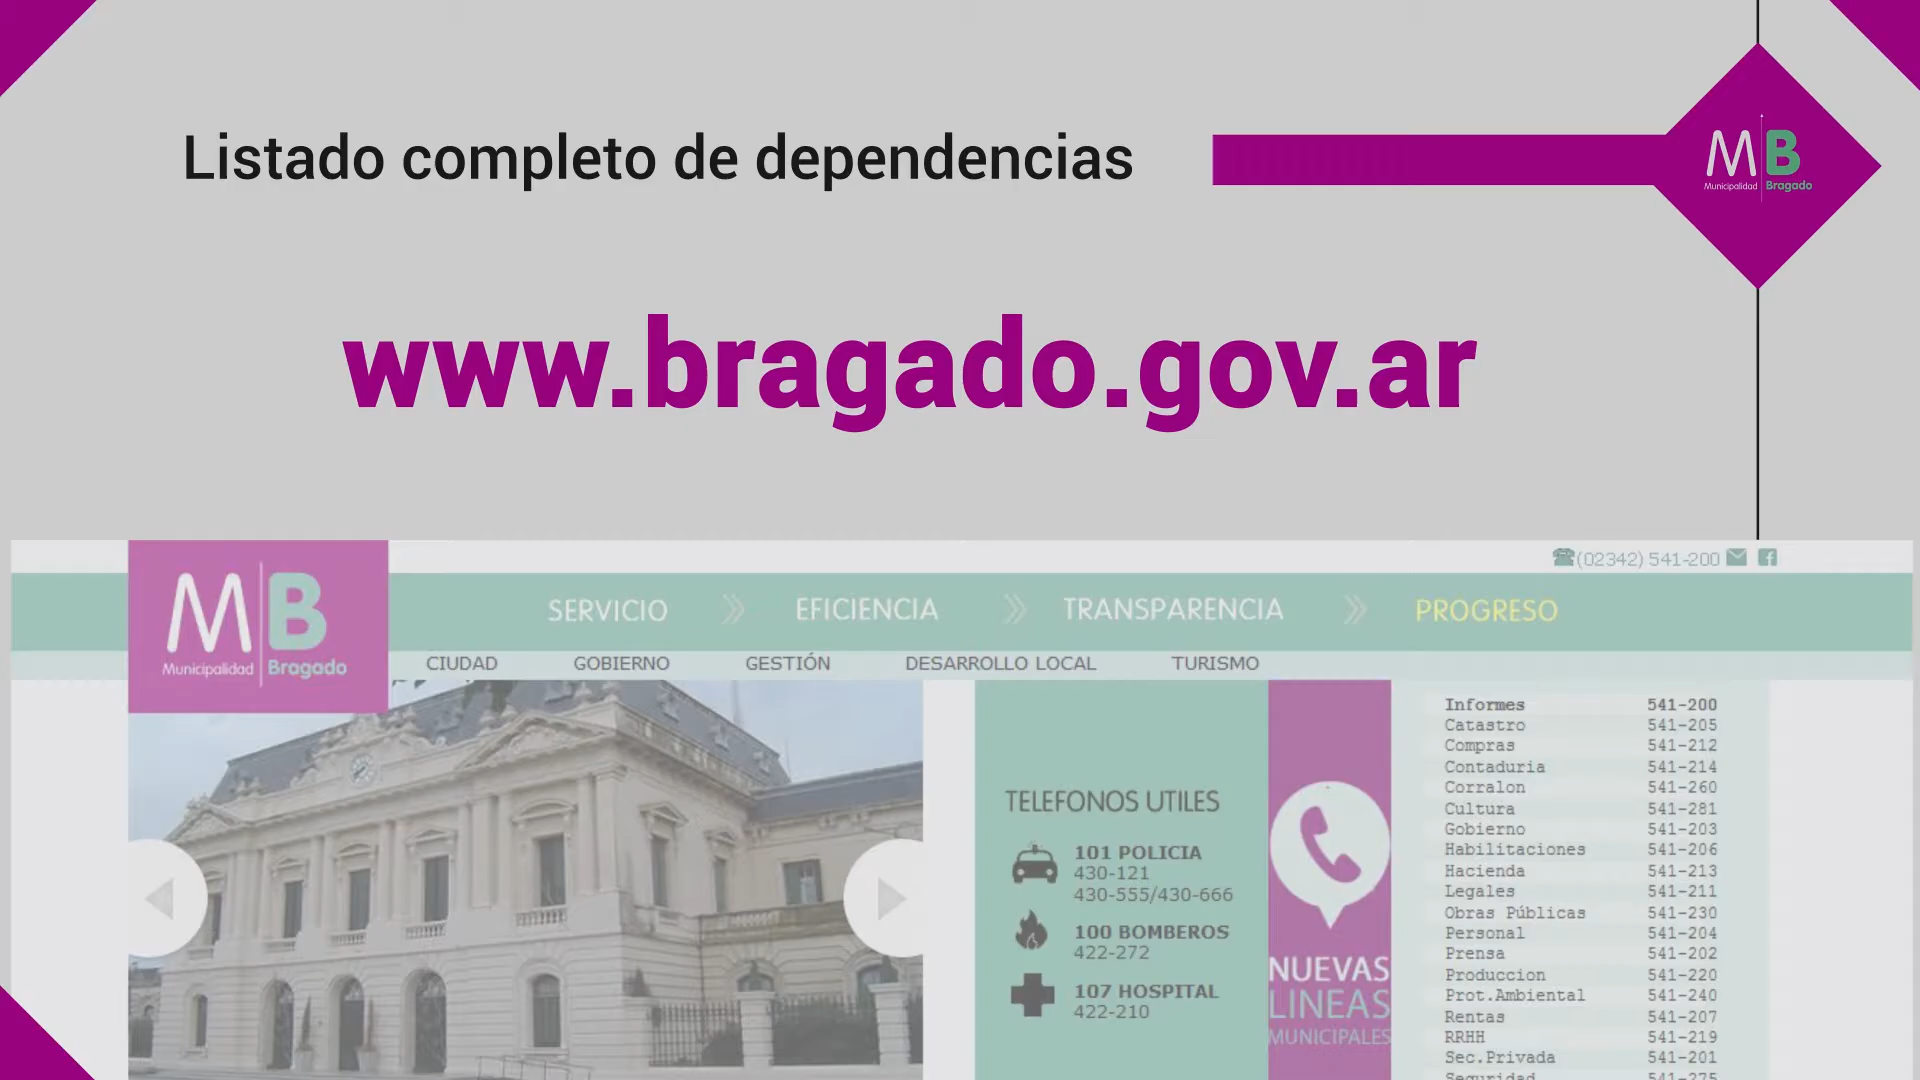 Listado completo de dependencias
M B
Municipalidad Bragado
www.bragado.gov.ar
(02342) 541-200
M B
Municipalidad Bragado
SERVICIO EFICIENCIA TRANSPARENCIA PROGRESO
CIUDAD GOBIERNO GESTIÓN DESARROLLO LOCAL TURISMO
TELEFONOS UTILES
101 POLICIA
430-121
430-555/430-666
100 BOMBEROS
422-272
107 HOSPITAL
422-210
NUEVAS
LINEAS
MUNICIPALES
Informes 541-200
Catastro 541-205
Compras 541-212
Contaduria 541-214
Corralon 541-260
Cultura 541-281
Gobierno 541-203
Habilitaciones 541-206
Hacienda 541-213
Legales 541-211
Obras Públicas 541-230
Personal 541-204
Prensa 541-202
Produccion 541-220
Prot.Ambiental 541-240
Rentas 541-207
RRHH 541-219
Sec.Privada 541-201
Seguridad 541-275